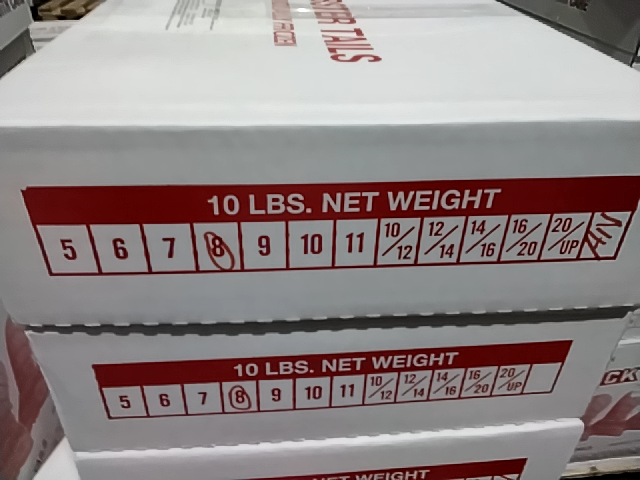 STER TAILS
10 LBS. NET WEIGHT
5 6 7 8 9 10 11 10/12 12/14 14/16 16/20 20/UP
10 LBS. NET WEIGHT
5 6 7 8 9 10 11 10/12 12/14 14/16 16/20 20/UP
CK
NET WEIGHT